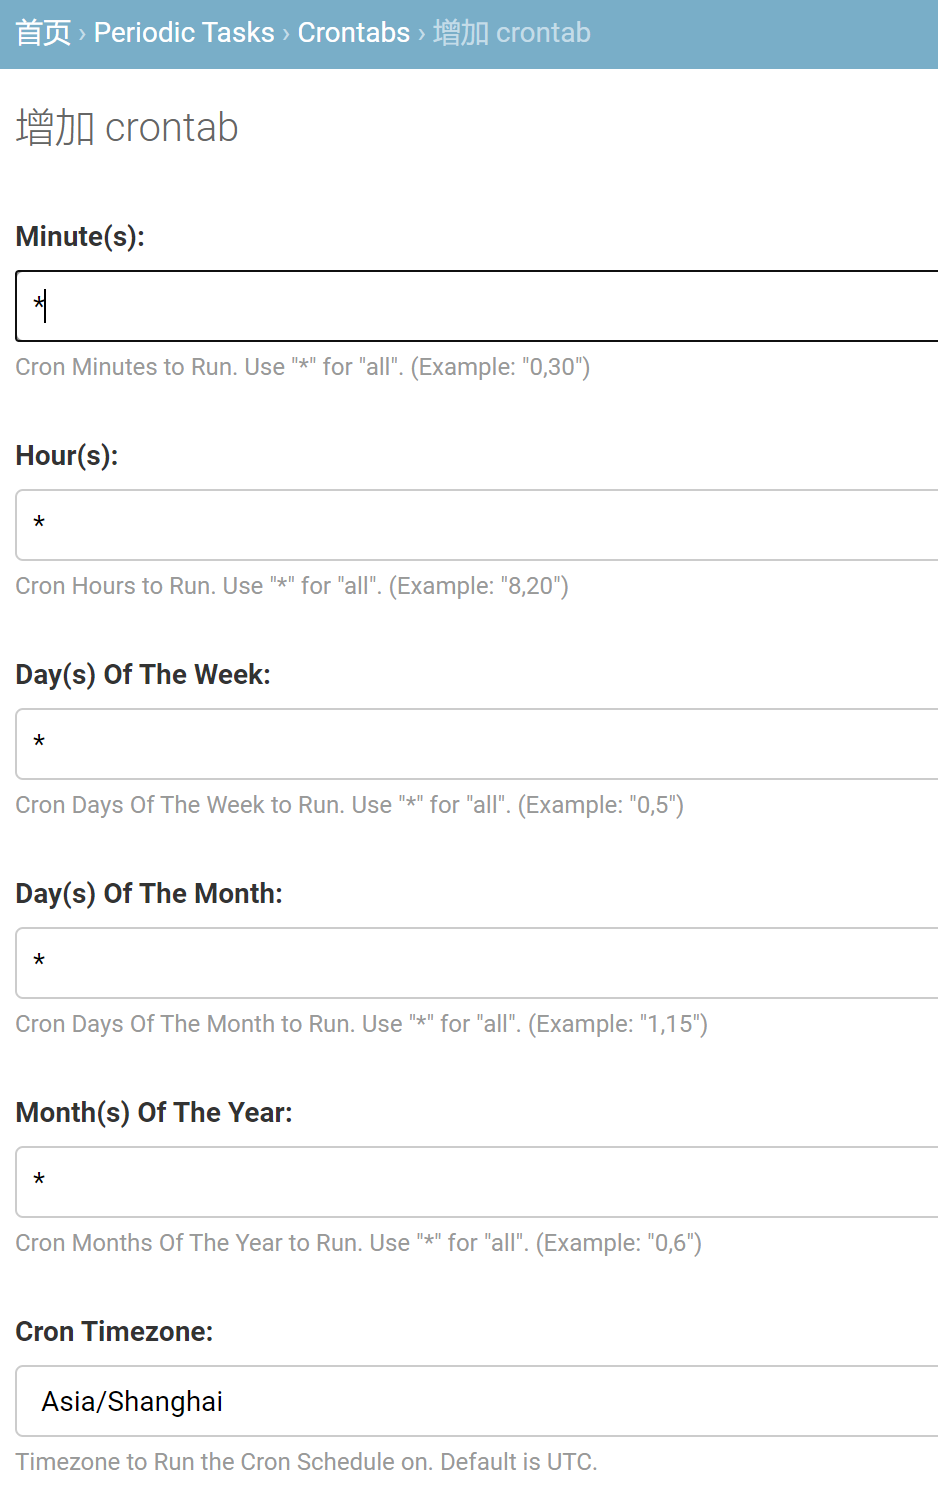 首页 › Periodic Tasks › Crontabs › 增加 crontab
增加 crontab
Minute(s):
*
Cron Minutes to Run. Use "*" for "all". (Example: "0,30")
Hour(s):
*
Cron Hours to Run. Use "*" for "all". (Example: "8,20")
Day(s) Of The Week:
*
Cron Days Of The Week to Run. Use "*" for "all". (Example: "0,5")
Day(s) Of The Month:
*
Cron Days Of The Month to Run. Use "*" for "all". (Example: "1,15")
Month(s) Of The Year:
*
Cron Months Of The Year to Run. Use "*" for "all". (Example: "0,6")
Cron Timezone:
Asia/Shanghai
Timezone to Run the Cron Schedule on. Default is UTC.